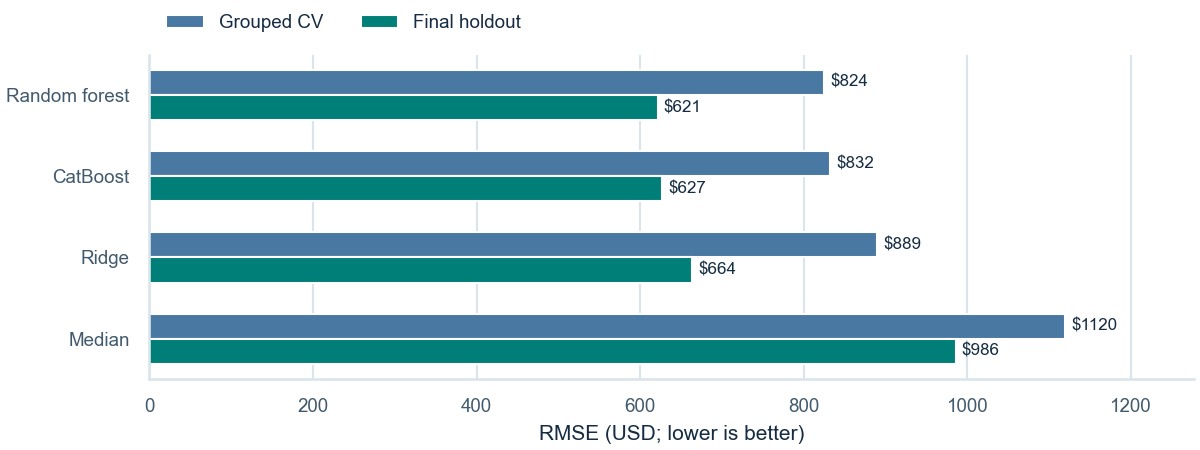 Grouped CV Final holdout
Random forest $824
$621
CatBoost $832
$627
Ridge $889
$664
Median $1120
$986
0 200 400 600 800 1000 1200
RMSE (USD; lower is better)